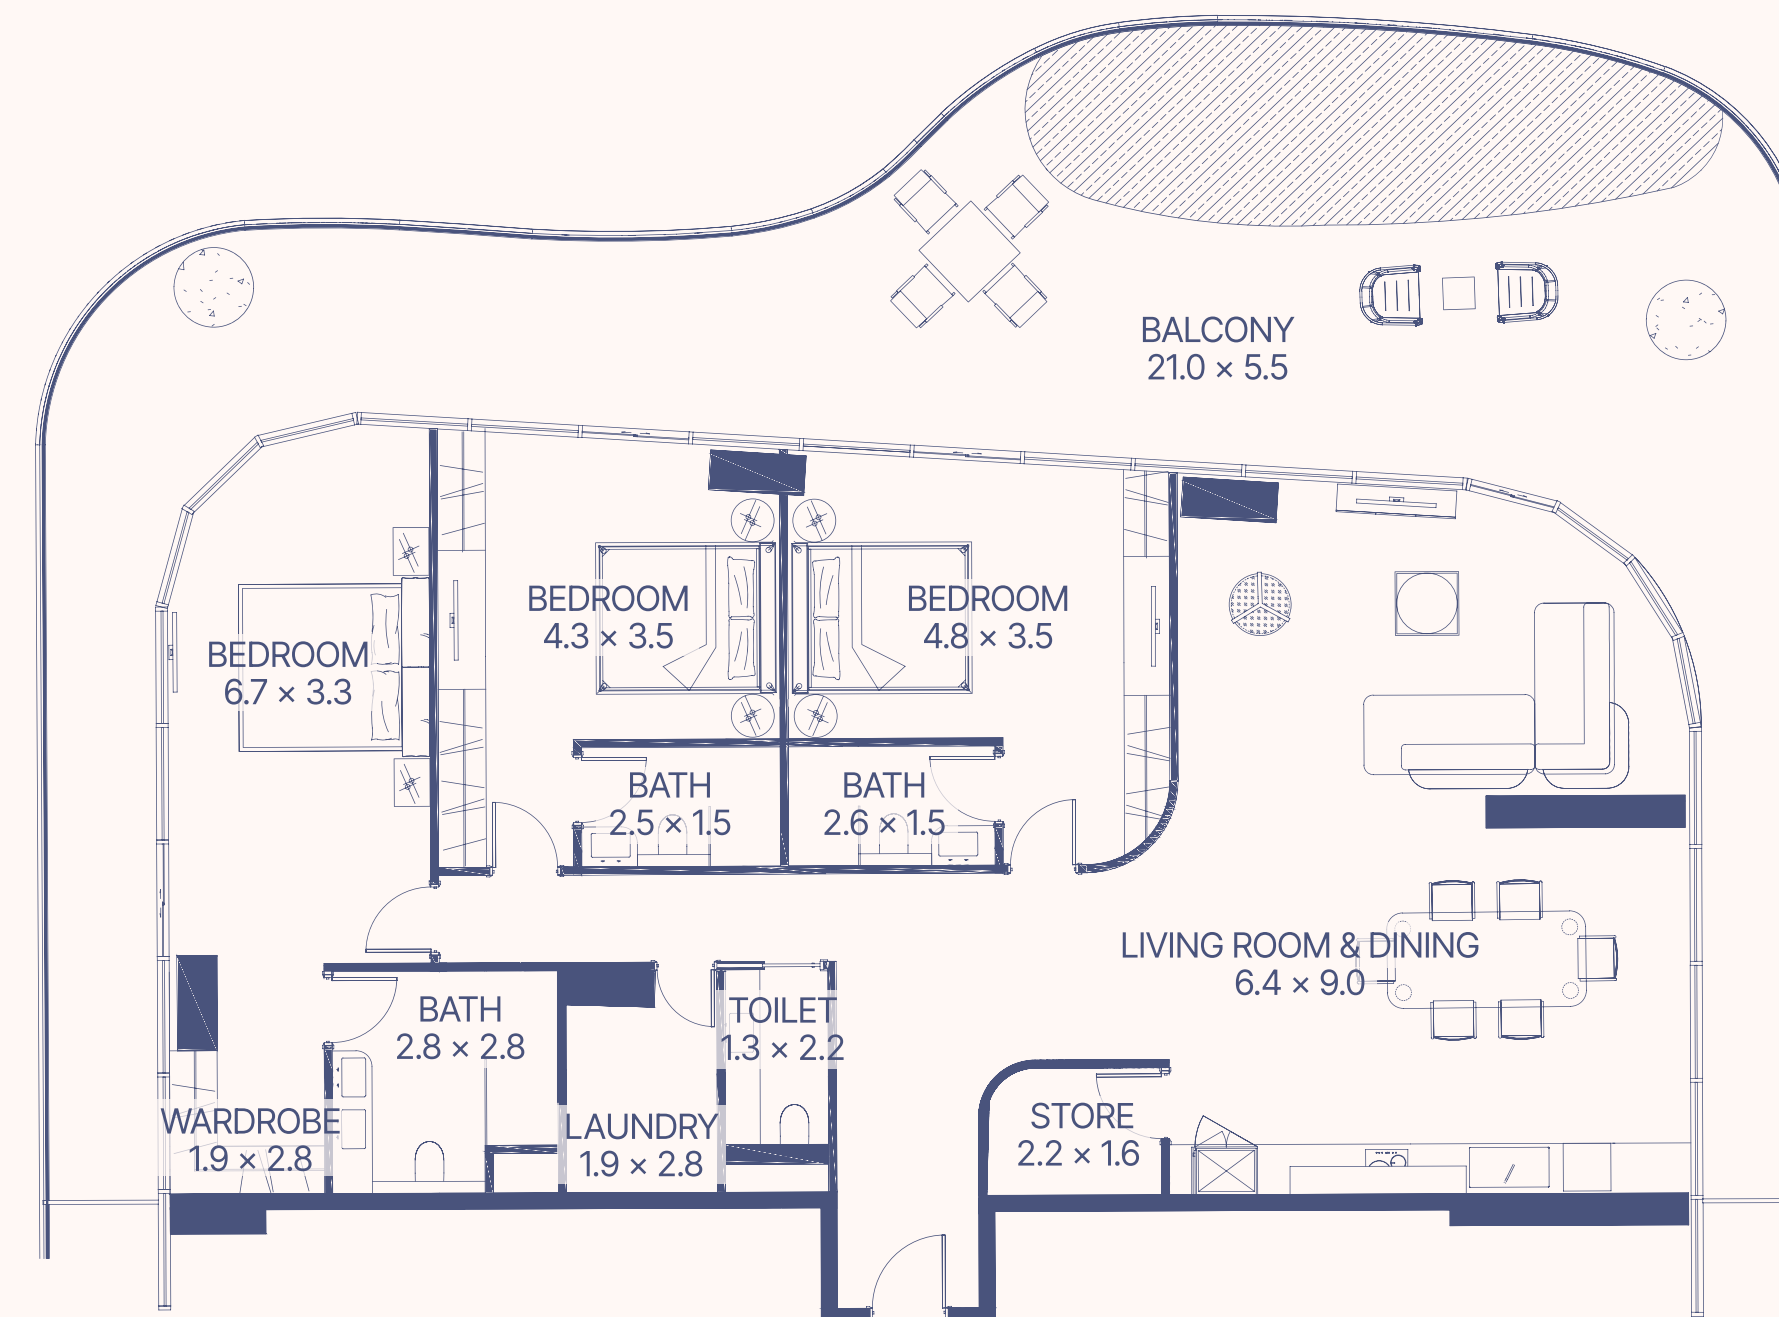 BALCONY
21.0 × 5.5
BEDROOM
4.3 × 3.5
BEDROOM
4.8 × 3.5
BEDROOM
6.7 × 3.3
BATH
2.5 × 1.5
BATH
2.6 × 1.5
LIVING ROOM & DINING
6.4 × 9.0
BATH
2.8 × 2.8
TOILET
1.3 × 2.2
WARDROBE
1.9 × 2.8
LAUNDRY
1.9 × 2.8
STORE
2.2 × 1.6